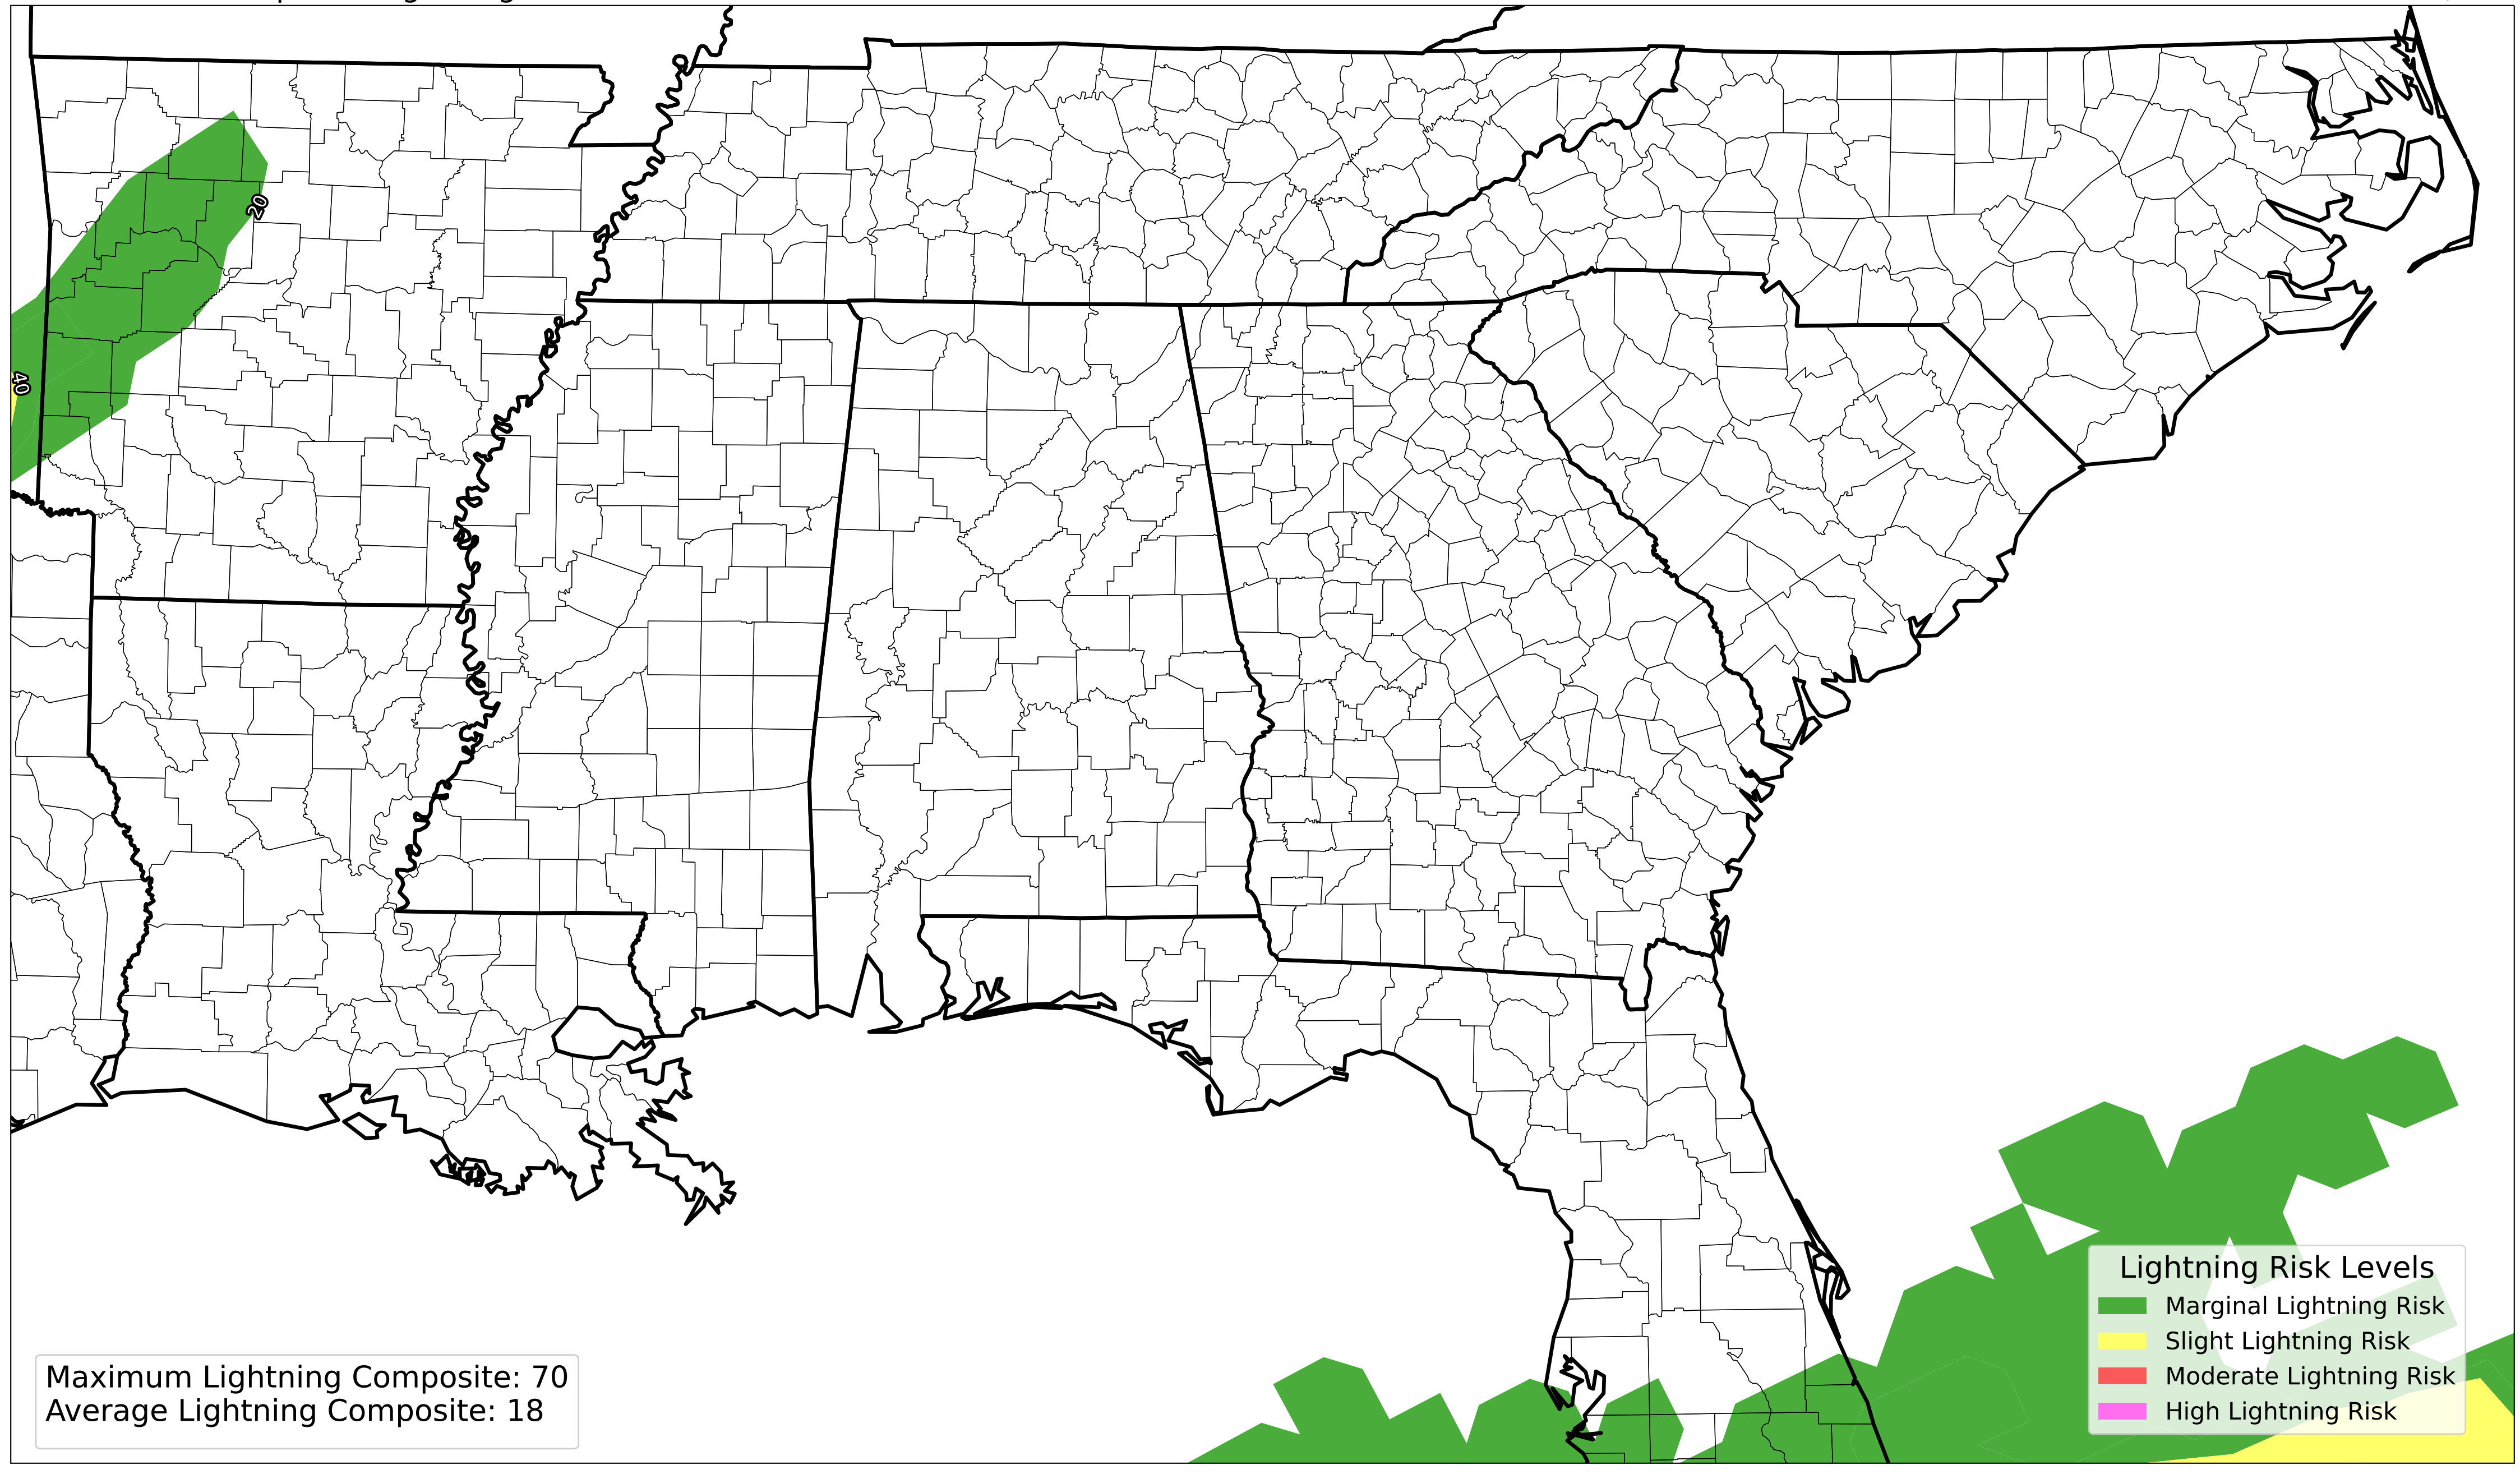 20
40
Lightning Risk Levels
Marginal Lightning Risk
Slight Lightning Risk
Moderate Lightning Risk
High Lightning Risk
Maximum Lightning Composite: 70
Average Lightning Composite: 18